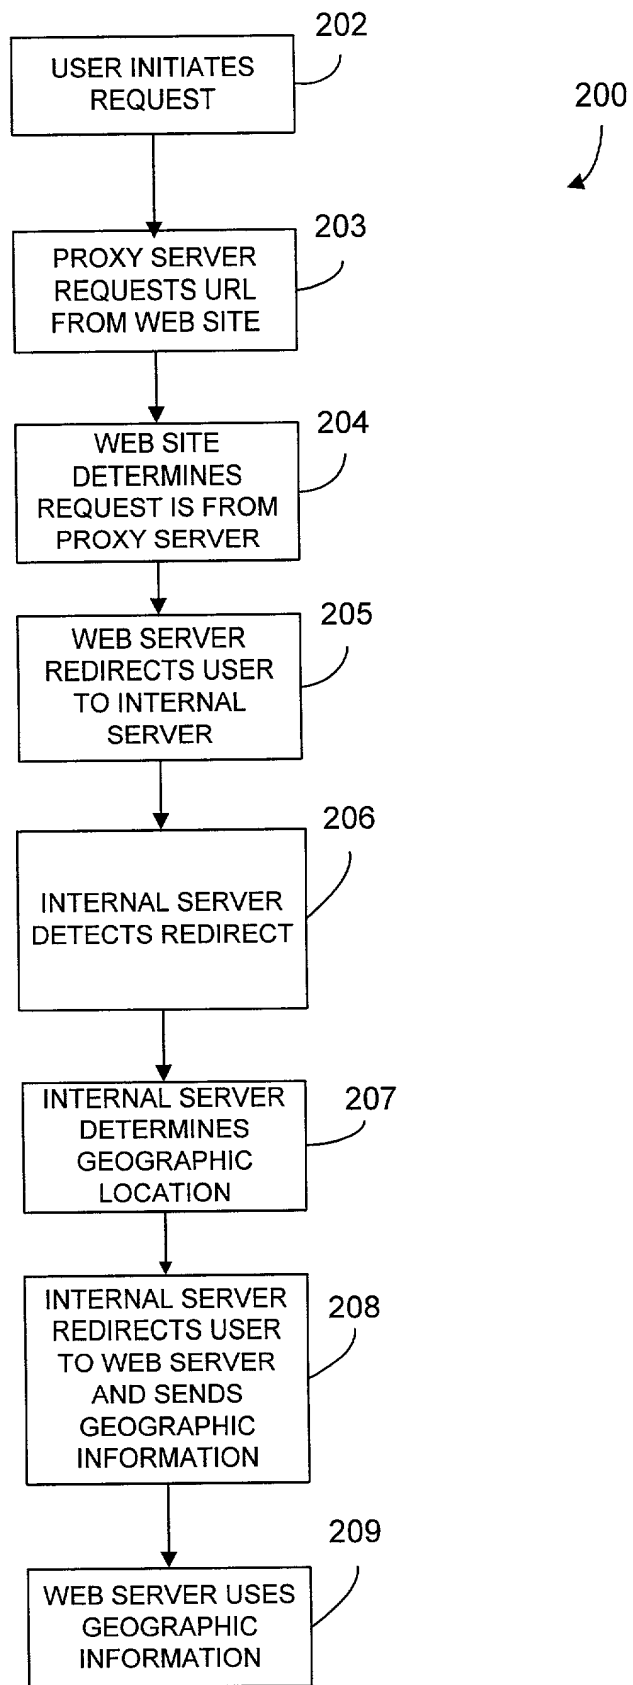 202
USER INITIATES
REQUEST
200
203
PROXY SERVER
REQUESTS URL
FROM WEB SITE
204
WEB SITE
DETERMINES
REQUEST IS FROM
PROXY SERVER
205
WEB SERVER
REDIRECTS USER
TO INTERNAL
SERVER
206
INTERNAL SERVER
DETECTS REDIRECT
207
INTERNAL SERVER
DETERMINES
GEOGRAPHIC
LOCATION
208
INTERNAL SERVER
REDIRECTS USER
TO WEB SERVER
AND SENDS
GEOGRAPHIC
INFORMATION
209
WEB SERVER USES
GEOGRAPHIC
INFORMATION